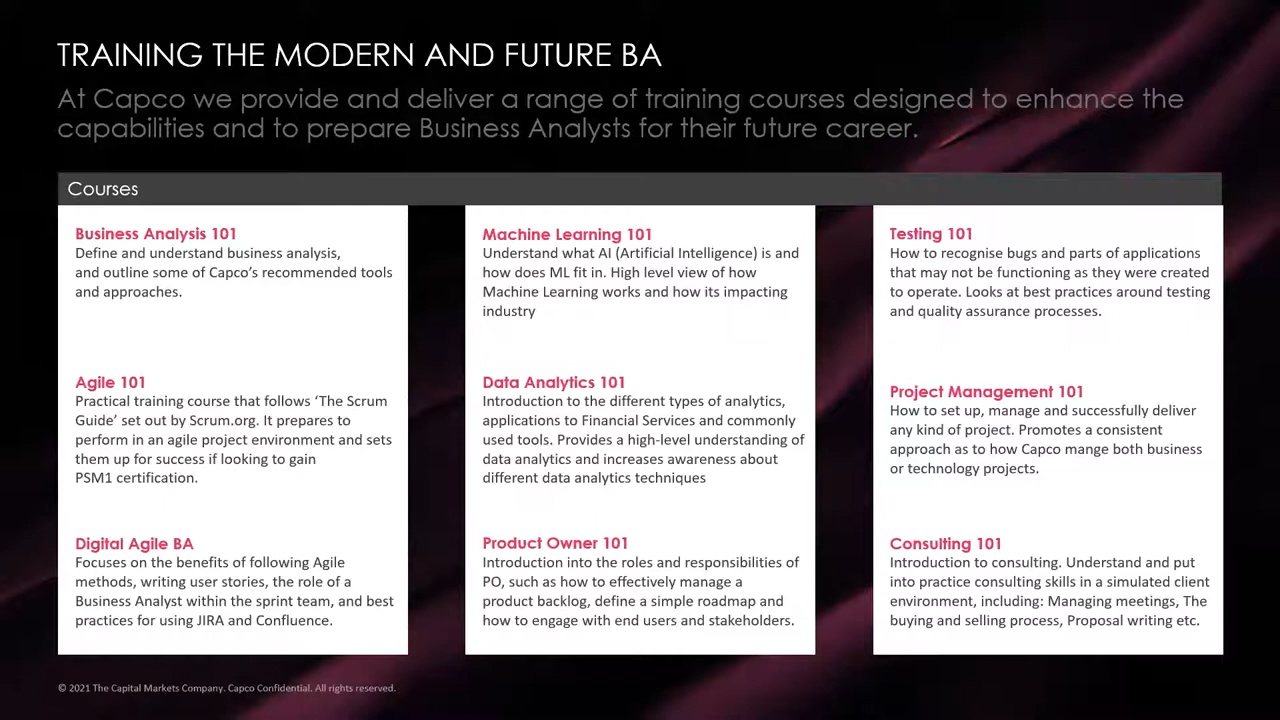 TRAINING THE MODERN AND FUTURE BA
At Capco we provide and deliver a range of training courses designed to enhance the
capabilities and to prepare Business Analysts for their future career.
Courses
Business Analysis 101
Define and understand business analysis,
and outline some of Capco’s recommended tools
and approaches.
Agile 101
Practical training course that follows ‘The Scrum
Guide’ set out by Scrum.org. It prepares to
perform in an agile project environment and sets
them up for success if looking to gain
PSM1 certification.
Digital Agile BA
Focuses on the benefits of following Agile
methods, writing user stories, the role of a
Business Analyst within the sprint team, and best
practices for using JIRA and Confluence.
Machine Learning 101
Understand what AI (Artificial Intelligence) is and
how does ML fit in. High level view of how
Machine Learning works and how its impacting
industry
Data Analytics 101
Introduction to the different types of analytics,
applications to Financial Services and commonly
used tools. Provides a high-level understanding of
data analytics and increases awareness about
different data analytics techniques
Product Owner 101
Introduction into the roles and responsibilities of
PO, such as how to effectively manage a
product backlog, define a simple roadmap and
how to engage with end users and stakeholders.
Testing 101
How to recognise bugs and parts of applications
that may not be functioning as they were created
to operate. Looks at best practices around testing
and quality assurance processes.
Project Management 101
How to set up, manage and successfully deliver
any kind of project. Promotes a consistent
approach as to how Capco mange both business
or technology projects.
Consulting 101
Introduction to consulting. Understand and put
into practice consulting skills in a simulated client
environment, including: Managing meetings, The
buying and selling process, Proposal writing etc.
© 2021 The Capital Markets Company. Capco Confidential. All rights reserved.